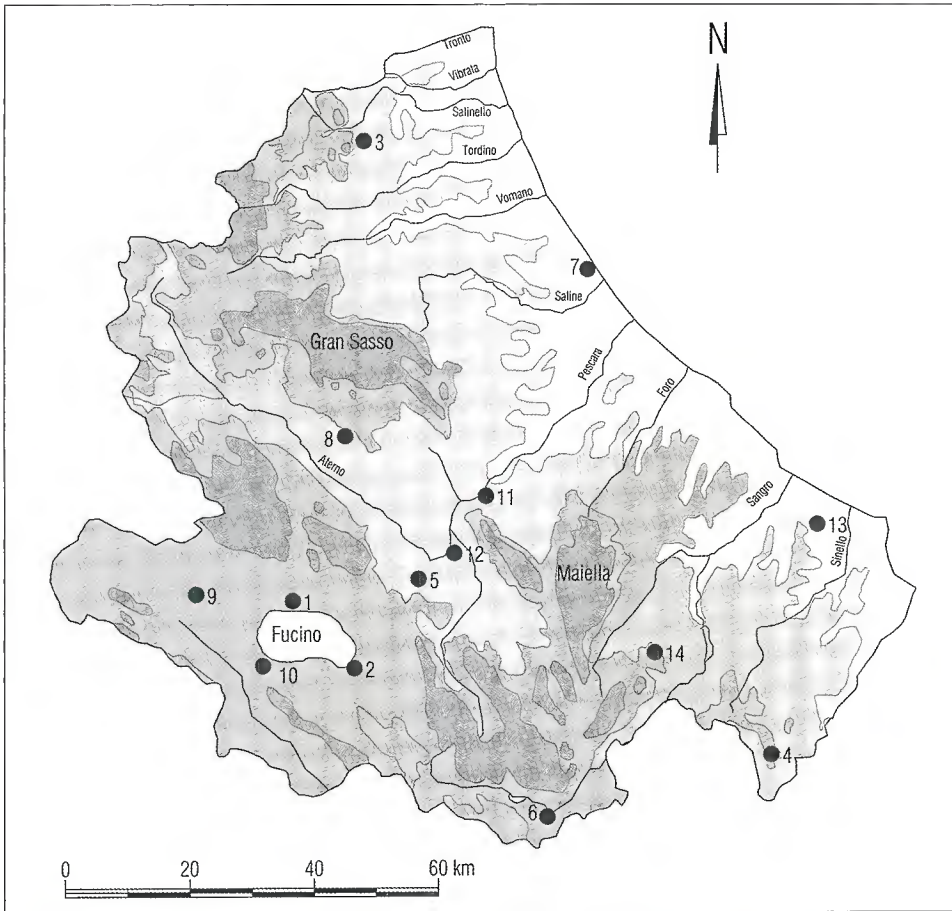 N
Tronto
Vibrata
Salinello
3
Tordino
Vomano
7
Saline
Gran Sasso
Pescara
Foro
8
Aterno
11
Sangro
13
Sinello
12
Maiella
5
9
1
Fucino
14
10
2
4
6
0 20 40 60 km